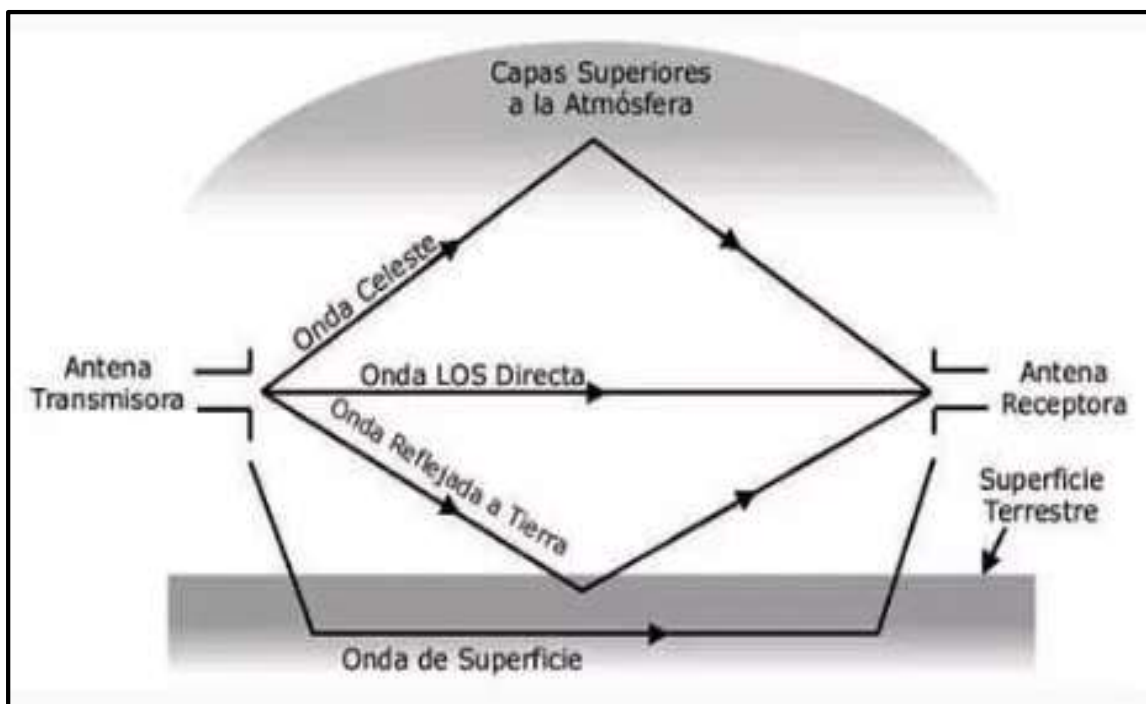 Capas Superiores
a la Atmósfera
Onda Celeste
Antena
Transmisora
Onda LOS Directa
Antena
Receptora
Onda Reflejada a Tierra
Superficie
Terrestre
Onda de Superficie